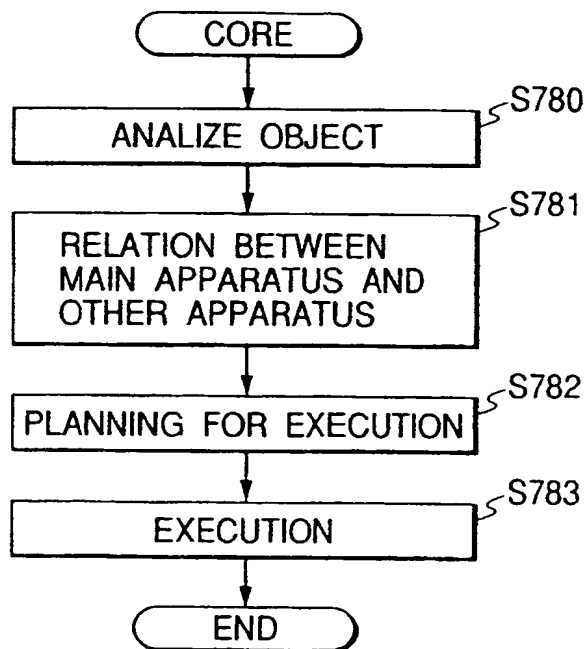 CORE
S780
ANALIZE OBJECT
S781
RELATION BETWEEN
MAIN APPARATUS AND
OTHER APPARATUS
S782
PLANNING FOR EXECUTION
S783
EXECUTION
END